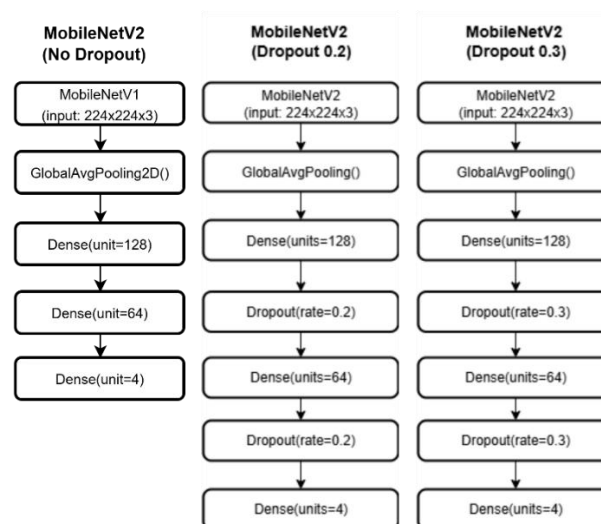 MobileNetV2
(No Dropout)
MobileNetV1
(input: 224x224x3)
GlobalAvgPooling2D()
Dense(unit=128)
Dense(unit=64)
Dense(unit=4)
MobileNetV2
(Dropout 0.2)
MobileNetV2
(input: 224x224x3)
GlobalAvgPooling()
Dense(units=128)
Dropout(rate=0.2)
Dense(units=64)
Dropout(rate=0.2)
Dense(units=4)
MobileNetV2
(Dropout 0.3)
MobileNetV2
(input: 224x224x3)
GlobalAvgPooling()
Dense(units=128)
Dropout(rate=0.3)
Dense(units=64)
Dropout(rate=0.3)
Dense(units=4)